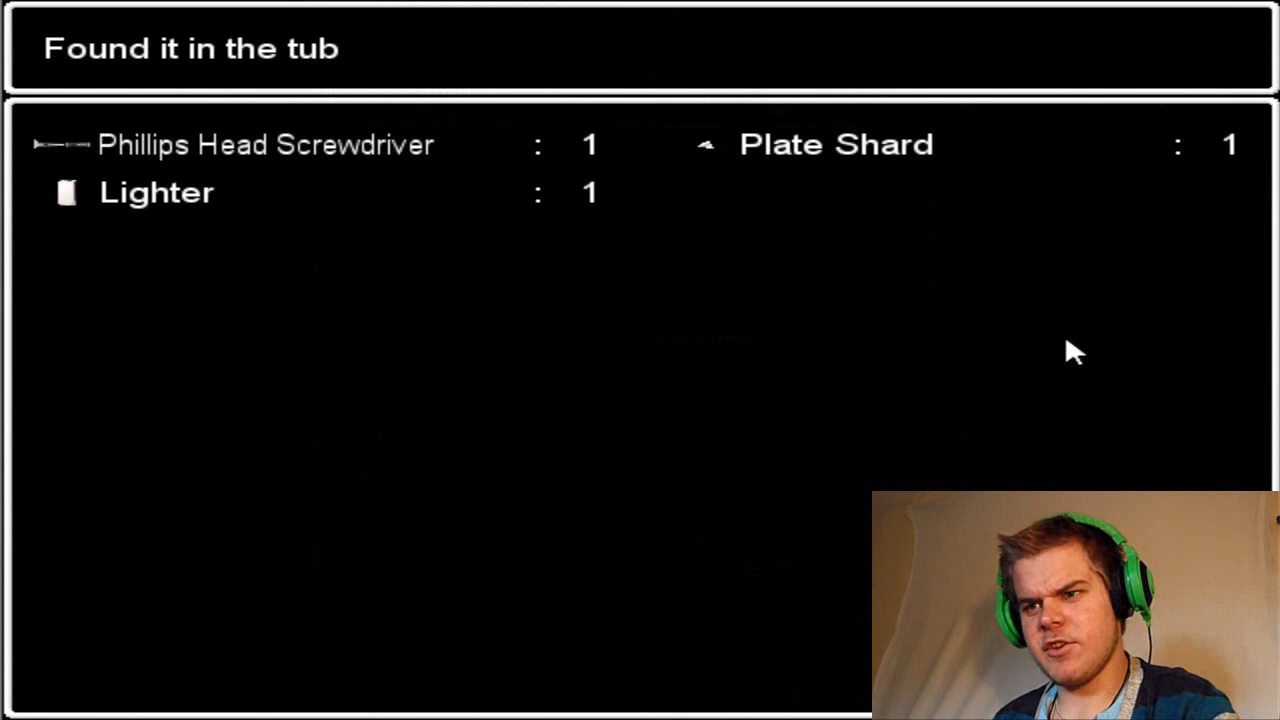 Found it in the tub
Phillips Head Screwdriver : 1 Plate Shard : 1
Lighter : 1